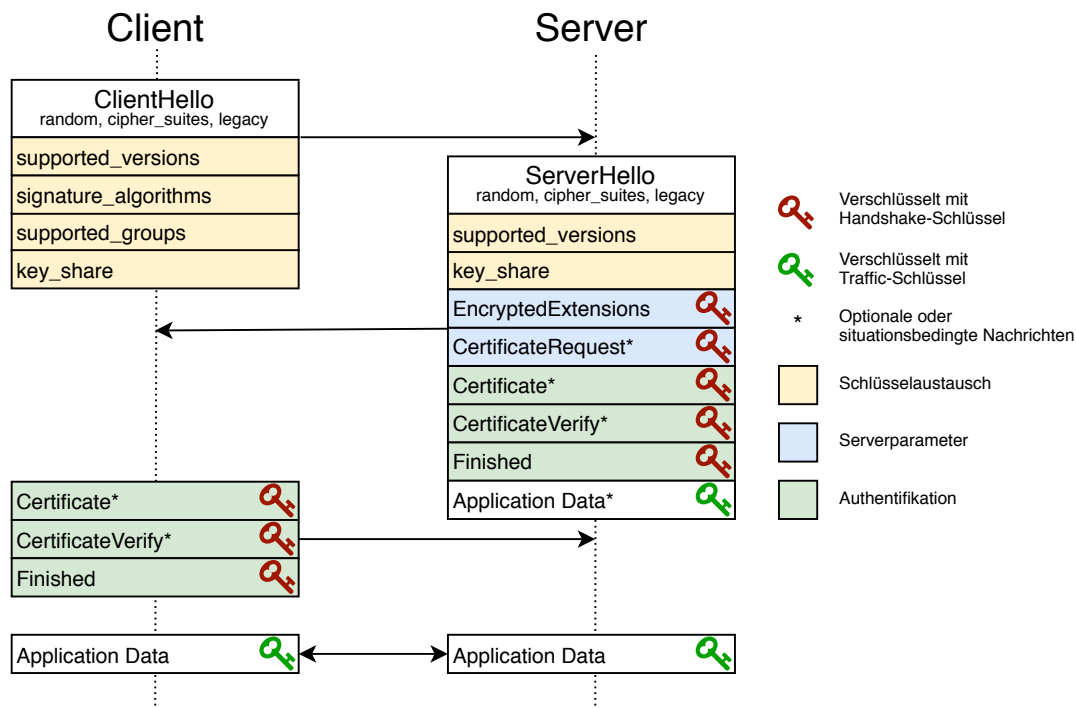 Client
Server
ClientHello
random, cipher_suites, legacy
supported_versions
signature_algorithms
supported_groups
key_share
ServerHello
random, cipher_suites, legacy
supported_versions
key_share
EncryptedExtensions
CertificateRequest*
Certificate*
CertificateVerify*
Finished
Application Data*
Certificate*
CertificateVerify*
Finished
Application Data
Application Data
Verschlüsselt mit
Handshake-Schlüssel
Verschlüsselt mit
Traffic-Schlüssel
*
Optionale oder
situationsbedingte Nachrichten
Schlüsselaustausch
Serverparameter
Authentifikation